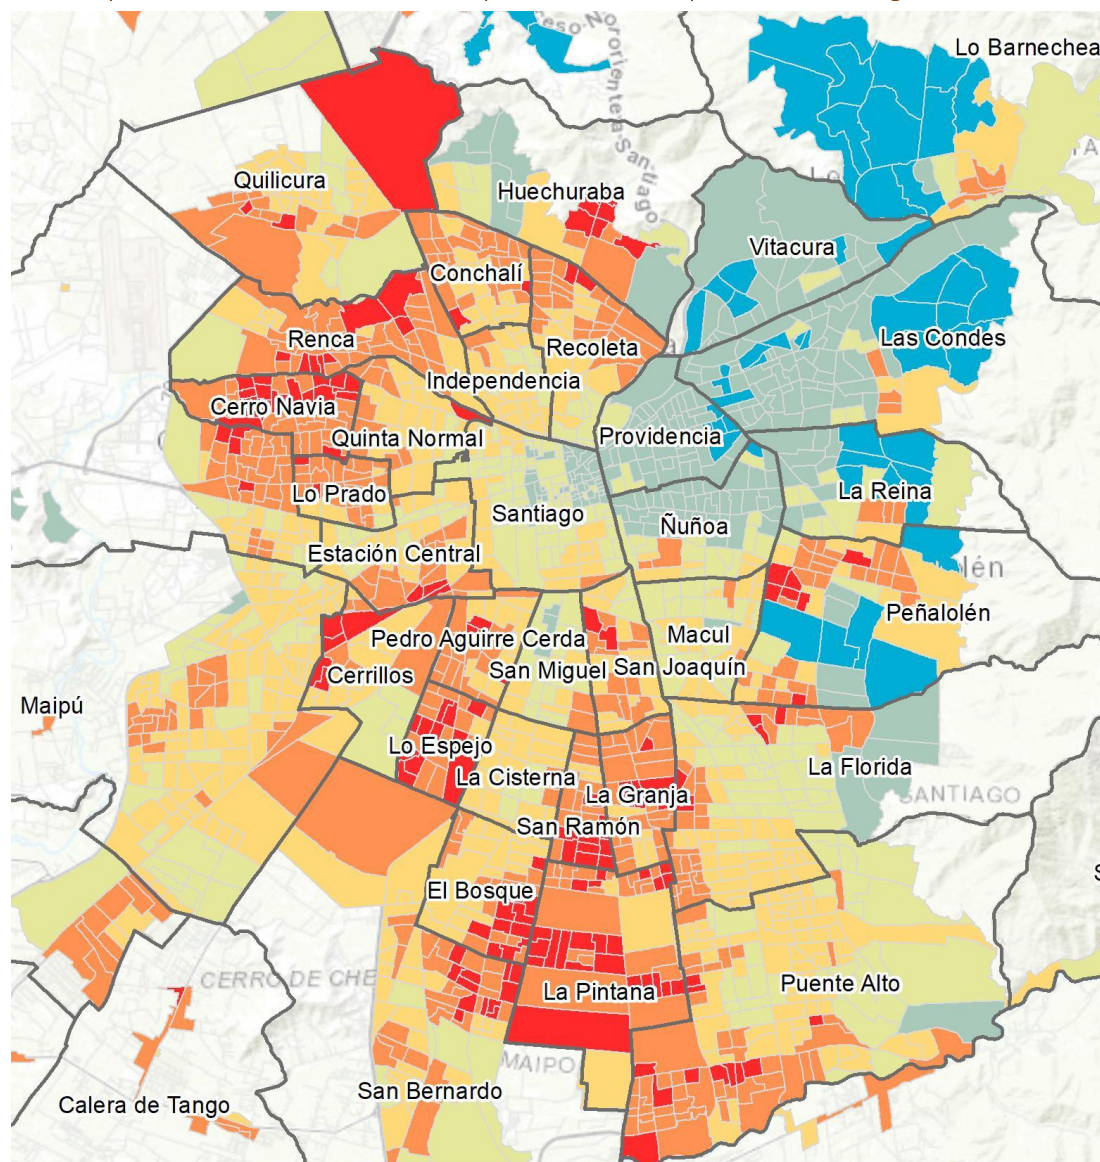 Lo Barnechea
Quilicura
Huechuraba
Vitacura
Conchalí
Las Condes
Renca
Recoleta
Independencia
Cerro Navia
Quinta Normal
Providencia
Lo Prado
La Reina
Santiago
Ñuñoa
Estación Central
Peñalolén
Pedro Aguirre Cerda
Macul
San Miguel
San Joaquín
Cerrillos
Maipú
Lo Espejo
La Cisterna
La Florida
La Granja
SANTIAGO
San Ramón
El Bosque
CERRO DE CHE
La Pintana
Puente Alto
MAIPO
San Bernardo
Calera de Tango